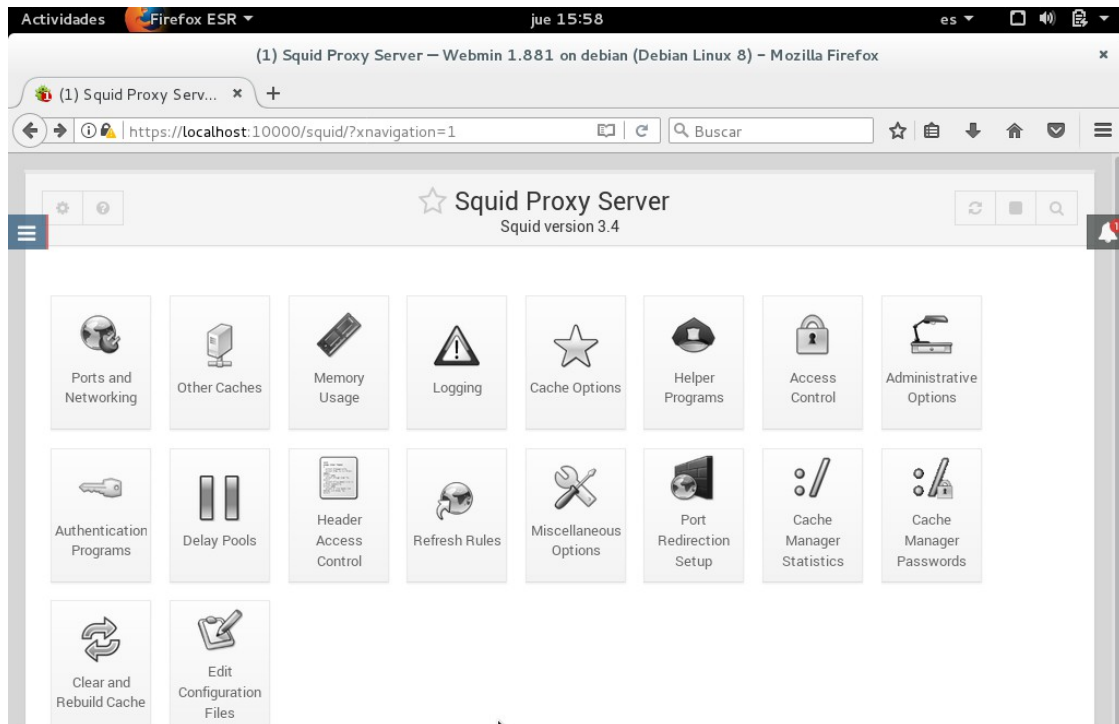 Actividades Firefox ESR jue 15:58 es
(1) Squid Proxy Server — Webmin 1.881 on debian (Debian Linux 8) – Mozilla Firefox
(1) Squid Proxy Serv...
https://localhost:10000/squid/?xnavigation=1 Buscar
Squid Proxy Server
Squid version 3.4
1
Ports and
Networking
Other Caches
Memory
Usage
Logging
Cache Options
Helper
Programs
Access
Control
Administrative
Options
Authentication
Programs
Delay Pools
Header
Access
Control
Refresh Rules
Miscellaneous
Options
Port
Redirection
Setup
Cache
Manager
Statistics
Cache
Manager
Passwords
Clear and
Rebuild Cache
Edit
Configuration
Files